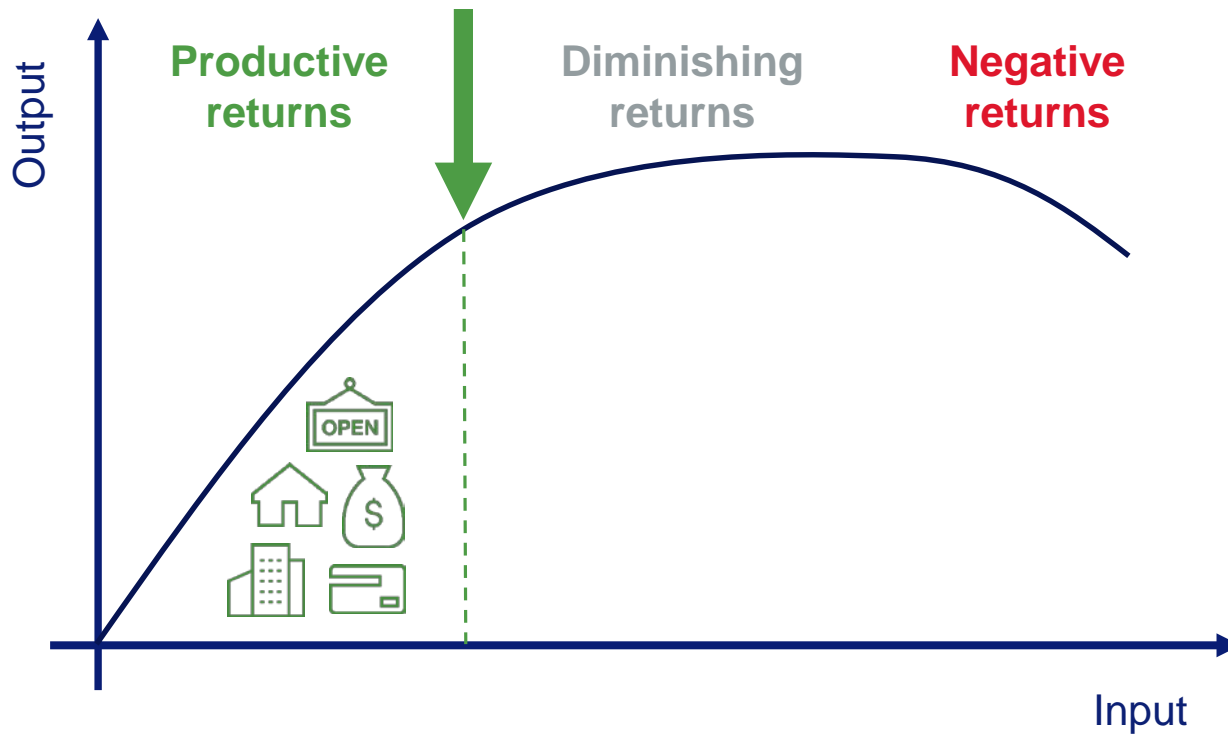 Output
Productive
returns
Diminishing
returns
Negative
returns
OPEN
$
Input